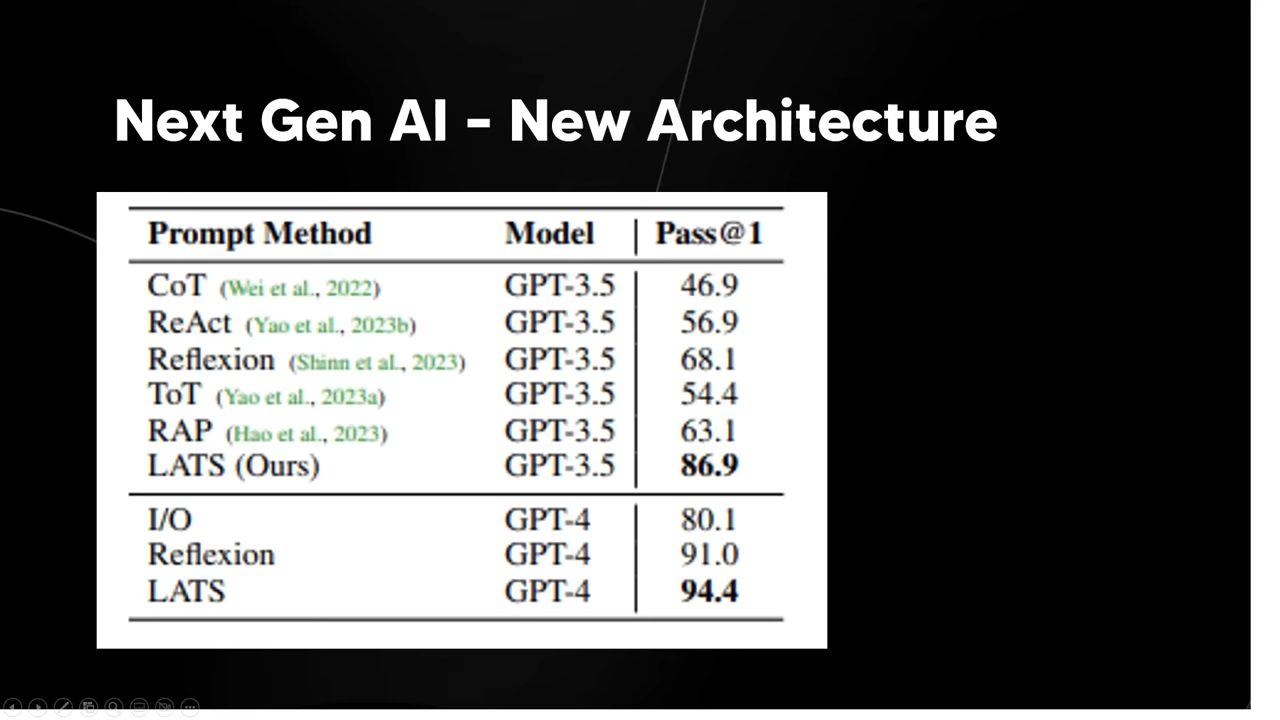 Next Gen AI - New Architecture
Prompt Method Model Pass@1
CoT (Wei et al., 2022) GPT-3.5 46.9
ReAct (Yao et al., 2023b) GPT-3.5 56.9
Reflexion (Shinn et al., 2023) GPT-3.5 68.1
ToT (Yao et al., 2023a) GPT-3.5 54.4
RAP (Hao et al., 2023) GPT-3.5 63.1
LATS (Ours) GPT-3.5 86.9
I/O GPT-4 80.1
Reflexion GPT-4 91.0
LATS GPT-4 94.4